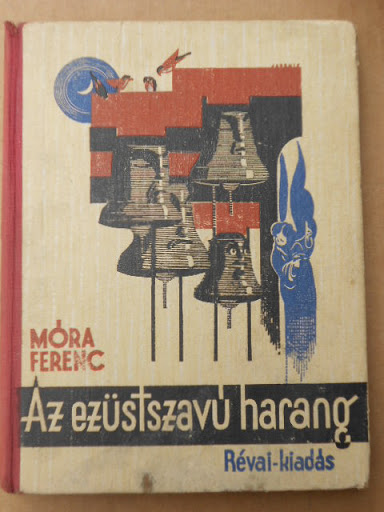 MÓRA
FERENC
Az ezüstszavú harang
Révai-kiadás